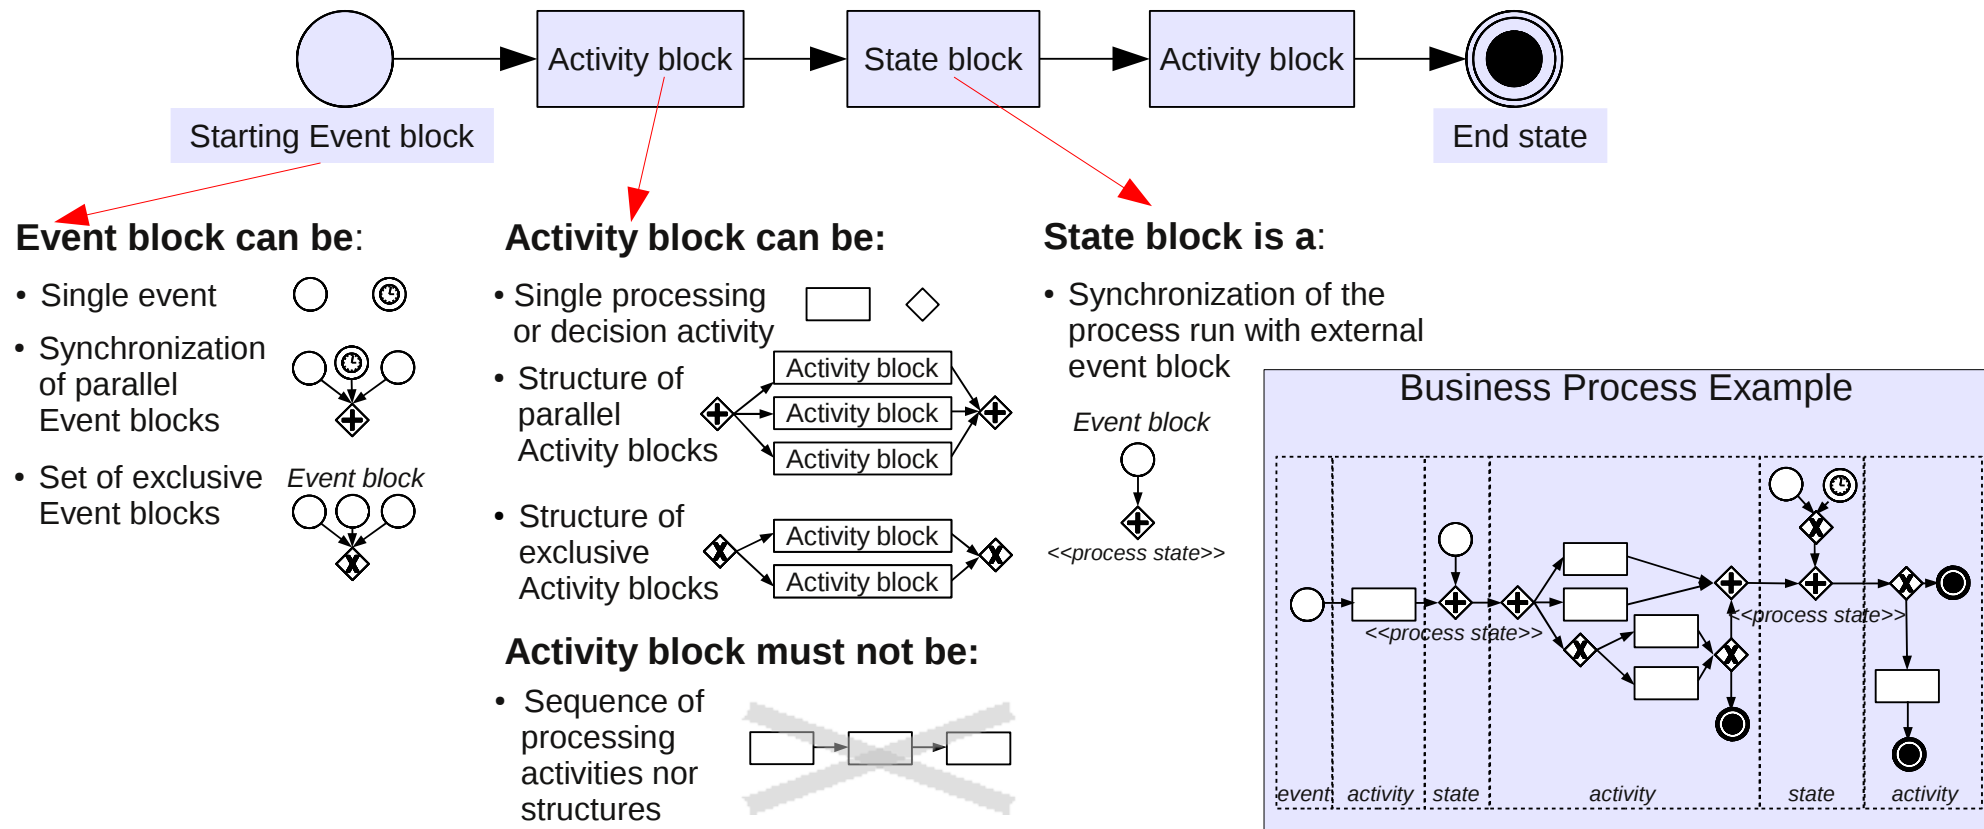 Activity block
State block
Activity block
Starting Event block
End state
Event block can be:
• Single event
• Synchronization
of parallel
Event blocks
• Set of exclusive
Event blocks
Event block
Activity block can be:
• Single processing
or decision activity
• Structure of
parallel
Activity blocks
Activity block
Activity block
Activity block
• Structure of
exclusive
Activity blocks
Activity block
Activity block
Activity block must not be:
• Sequence of
processing
activities nor
structures
State block is a:
• Synchronization of the
process run with external
event block
Event block
<<process state>>
Business Process Example
<<process state>>
<<process state>>
event
activity
state
activity
state
activity